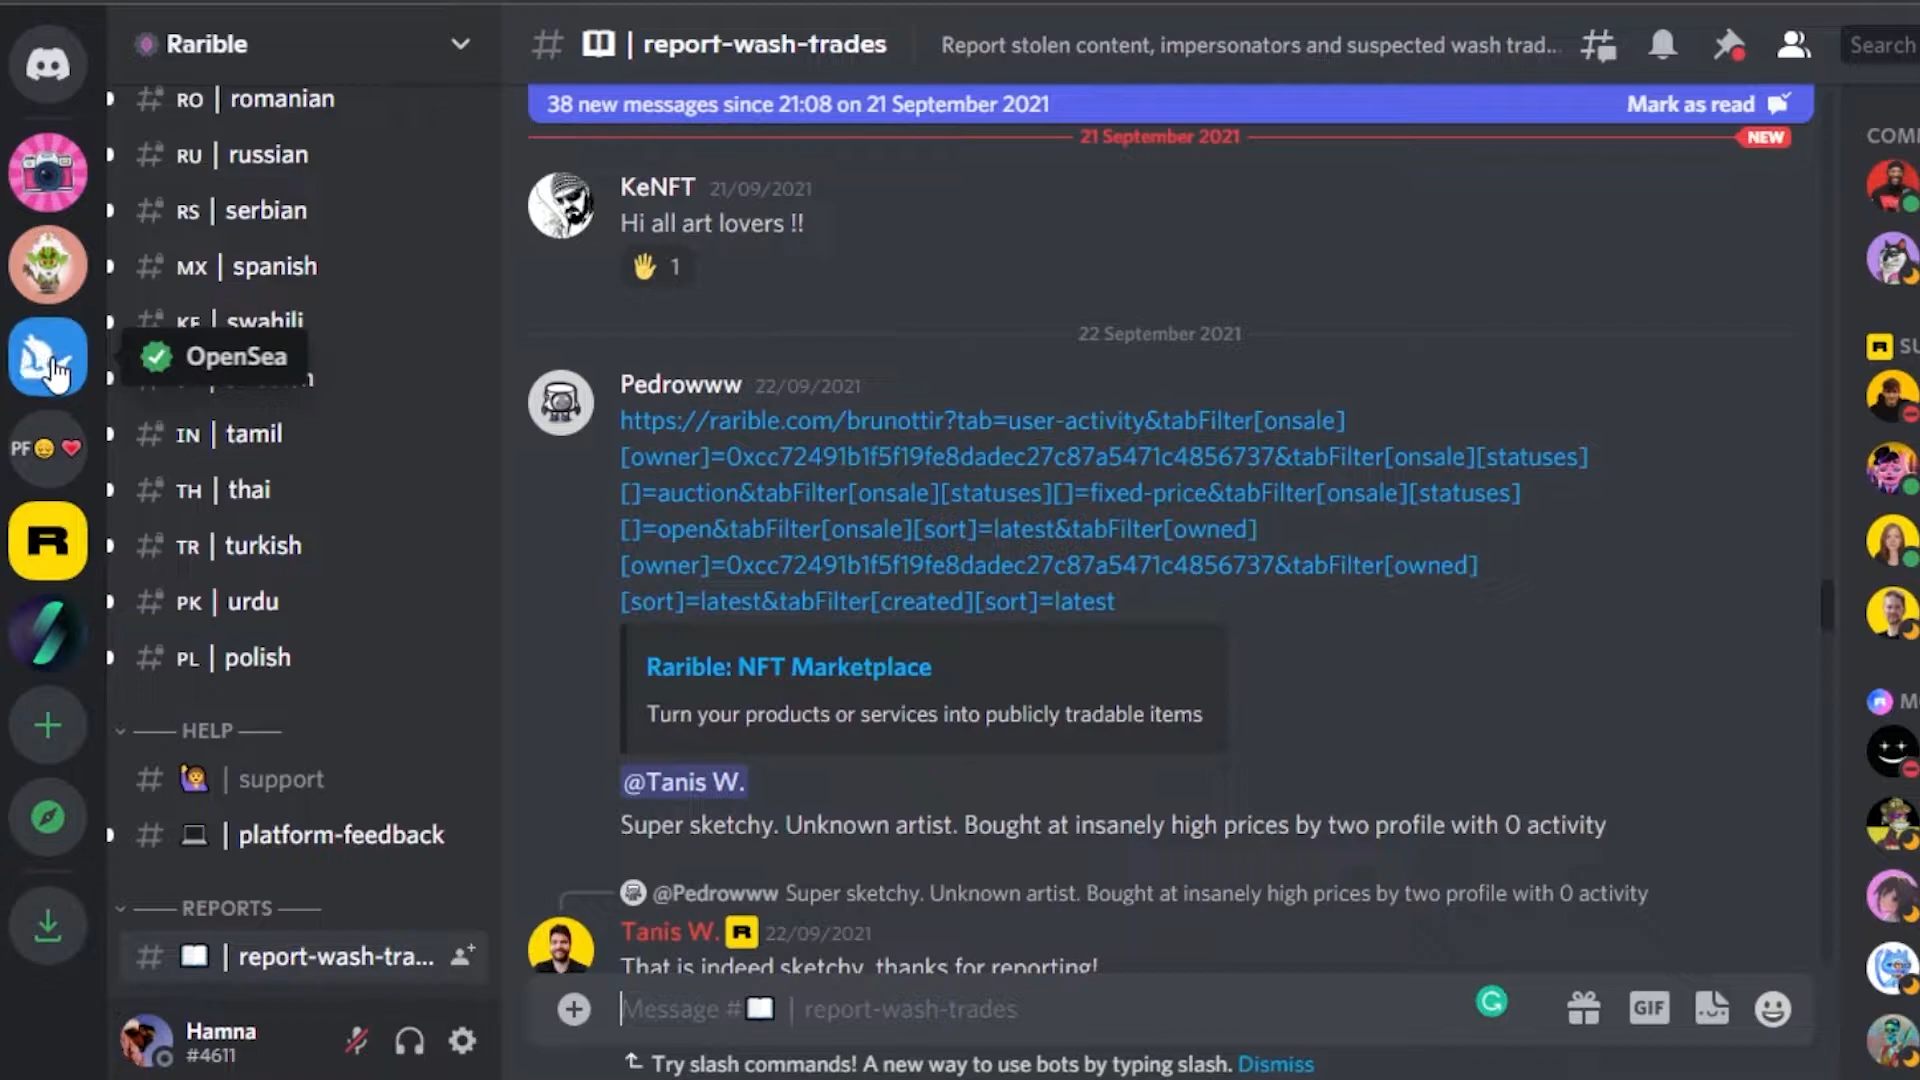 Rarible
RO | romanian
RU | russian
RS | serbian
MX | spanish
KE | swahili
OpenSea
IN | tamil
TH | thai
TR | turkish
PK | urdu
PL | polish
PF😔❤️
HELP
# 🙋 | support
# 💻 | platform-feedback
REPORTS
# 📖 | report-wash-tra...
Hamna
#4611
# 📖 | report-wash-trades
Report stolen content, impersonators and suspected wash trad...
Search
38 new messages since 21:08 on 21 September 2021
Mark as read
21 September 2021
NEW
KeNFT 21/09/2021
Hi all art lovers !!
🖐 1
22 September 2021
Pedrowww 22/09/2021
https://rarible.com/brunottir?tab=user-activity&tabFilter[onsale]
[owner]=0xcc72491b1f5f19fe8dadec27c87a5471c4856737&tabFilter[onsale][statuses]
[]=auction&tabFilter[onsale][statuses][]=fixed-price&tabFilter[onsale][statuses]
[]=open&tabFilter[onsale][sort]=latest&tabFilter[owned]
[owner]=0xcc72491b1f5f19fe8dadec27c87a5471c4856737&tabFilter[owned]
[sort]=latest&tabFilter[created][sort]=latest
Rarible: NFT Marketplace
Turn your products or services into publicly tradable items
@Tanis W.
Super sketchy. Unknown artist. Bought at insanely high prices by two profile with 0 activity
@Pedrowww Super sketchy. Unknown artist. Bought at insanely high prices by two profile with 0 activity
Tanis W. R 22/09/2021
That is indeed sketchy, thanks for reporting!
Message #📖 | report-wash-trades
GIF
Try slash commands! A new way to use bots by typing slash. Dismiss